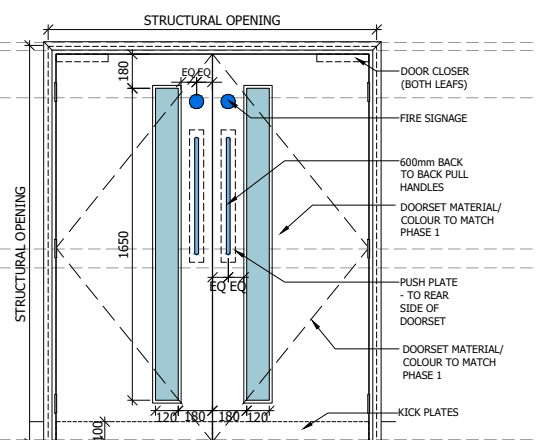 STRUCTURAL OPENING
180
EQ EQ
DOOR CLOSER
(BOTH LEAFS)
FIRE SIGNAGE
600mm BACK
TO BACK PULL
HANDLES
DOORSET MATERIAL/
COLOUR TO MATCH
PHASE 1
STRUCTURAL OPENING
1650
EQ EQ
PUSH PLATE
- TO REAR
SIDE OF
DOORSET
DOORSET MATERIAL/
COLOUR TO MATCH
PHASE 1
120 180 180 120
KICK PLATES
100